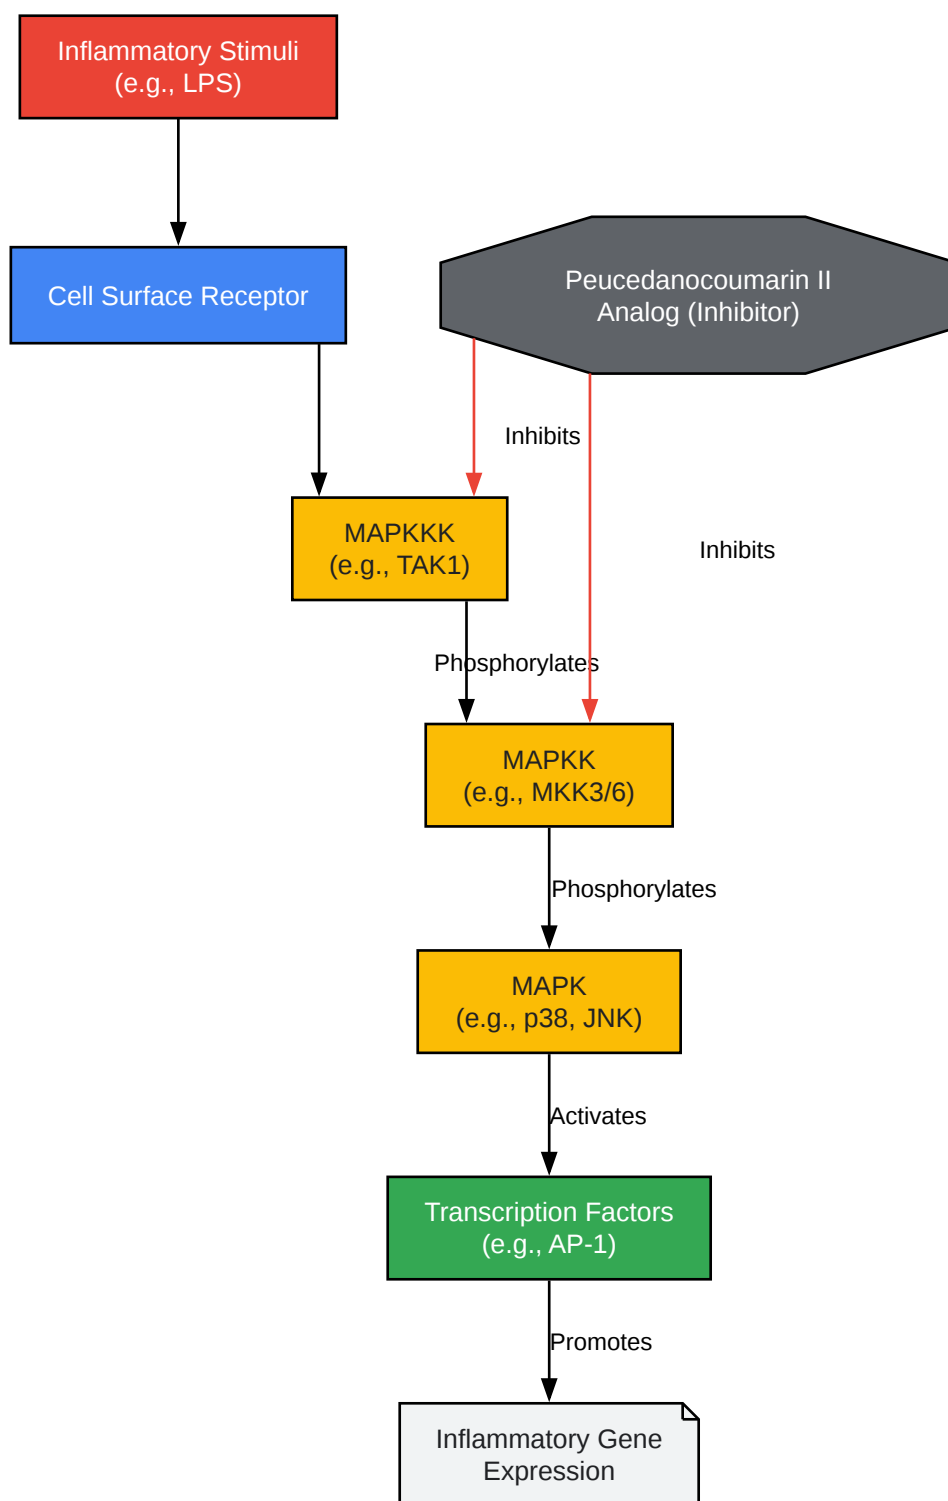 Inflammatory Stimuli
(e.g., LPS)
Cell Surface Receptor
Peucedanocoumarin II
Analog (Inhibitor)
Inhibits
MAPKKK
(e.g., TAK1)
Inhibits
Phosphorylates
MAPKK
(e.g., MKK3/6)
Phosphorylates
MAPK
(e.g., p38, JNK)
Activates
Transcription Factors
(e.g., AP-1)
Promotes
Inflammatory Gene
Expression